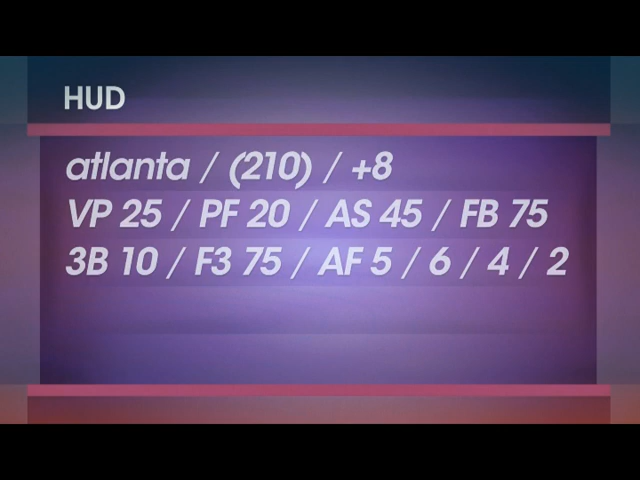 HUD
atlanta / (210) / +8
VP 25 / PF 20 / AS 45 / FB 75
3B 10 / F3 75 / AF 5 / 6 / 4 / 2